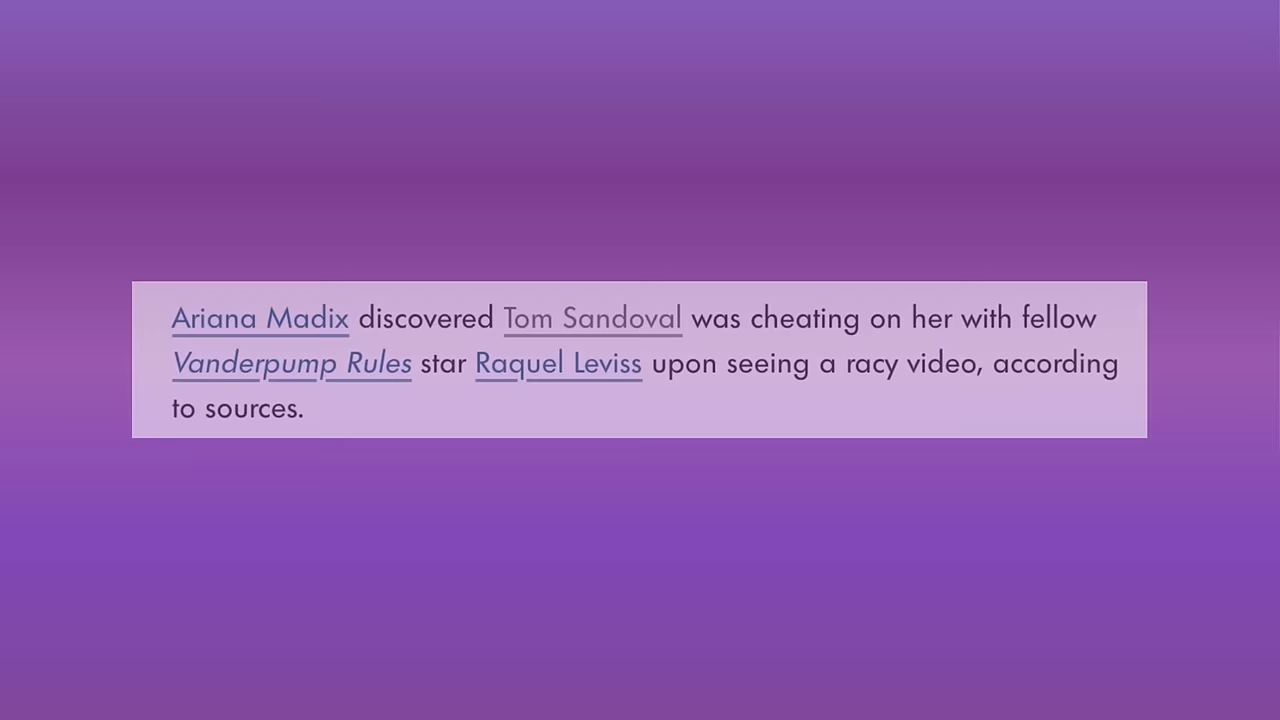 Ariana Madix discovered Tom Sandoval was cheating on her with fellow
Vanderpump Rules star Raquel Leviss upon seeing a racy video, according
to sources.